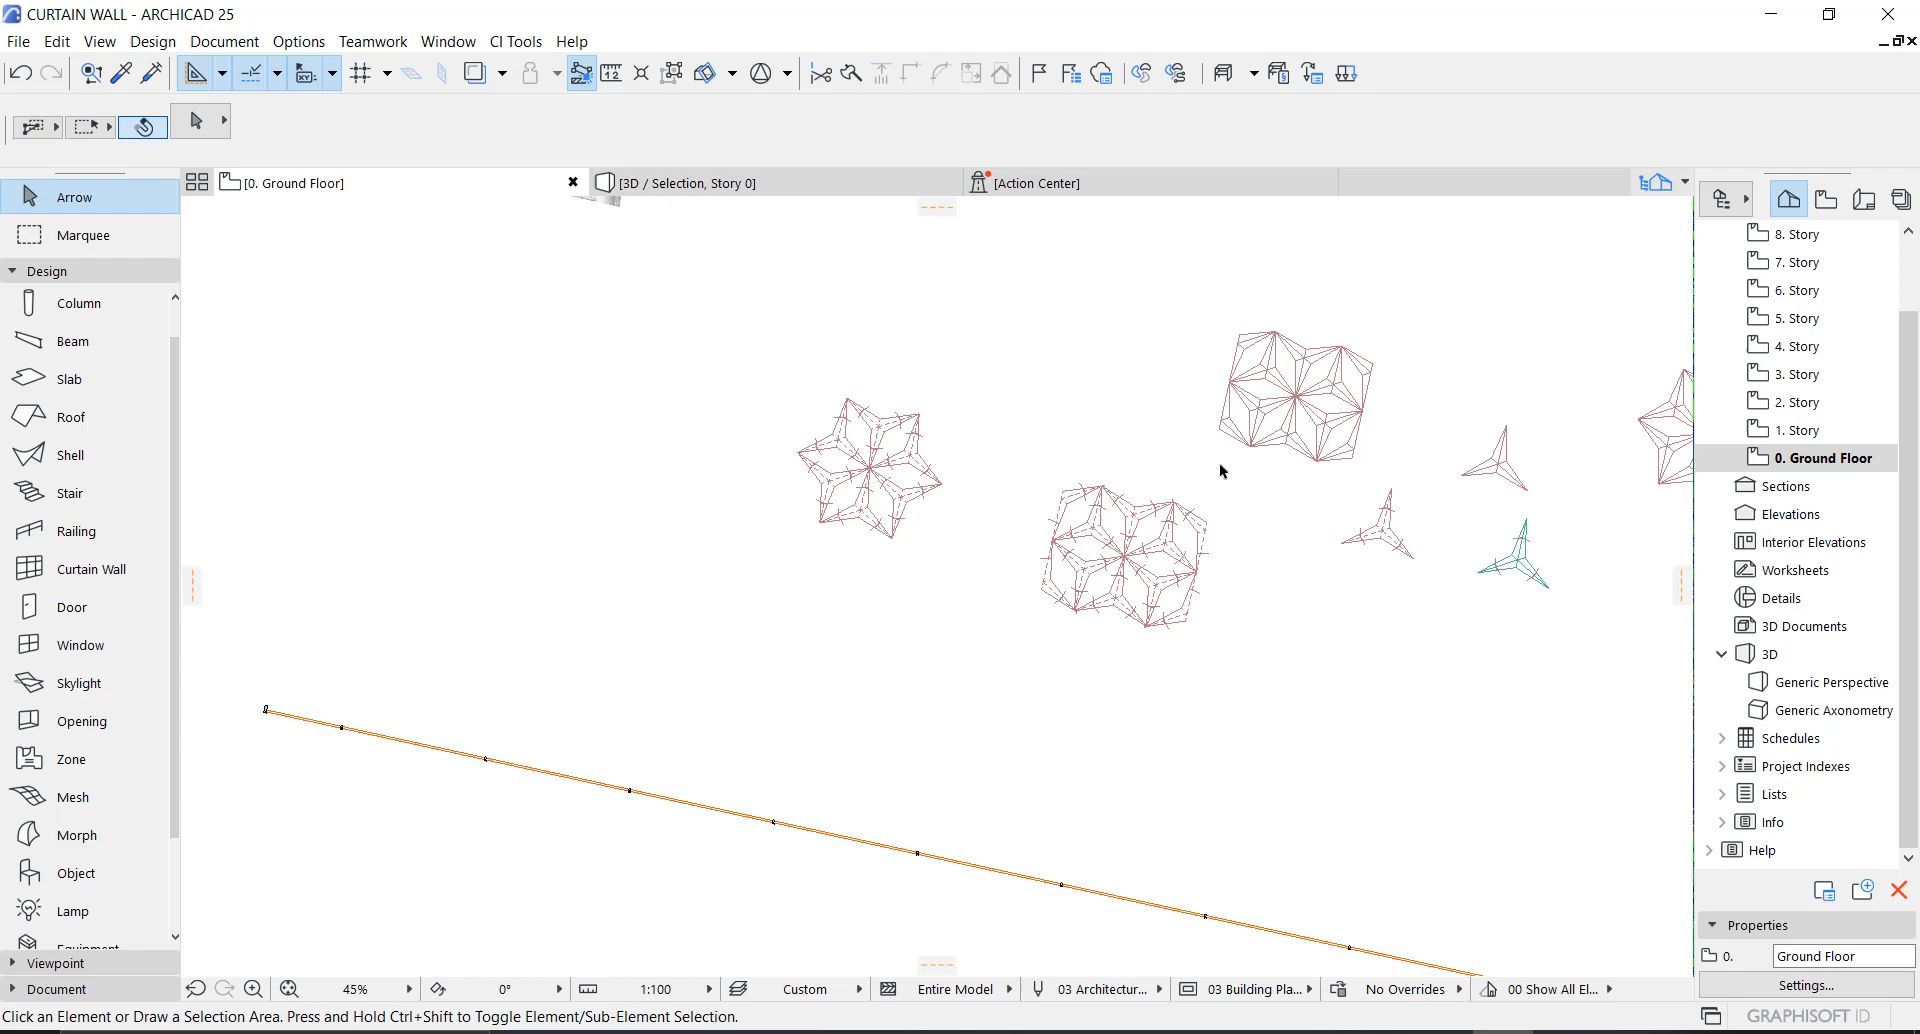 CURTAIN WALL - ARCHICAD 25
File Edit View Design Document Options Teamwork Window CI Tools Help
[0. Ground Floor]
[3D / Selection, Story 0]
[Action Center]
Arrow
Marquee
Design
Column
Beam
Slab
Roof
Shell
Stair
Railing
Curtain Wall
Door
Window
Skylight
Opening
Zone
Mesh
Morph
Object
Lamp
Equipment
Viewpoint
Document
8. Story
7. Story
6. Story
5. Story
4. Story
3. Story
2. Story
1. Story
0. Ground Floor
Sections
Elevations
Interior Elevations
Worksheets
Details
3D Documents
3D
Generic Perspective
Generic Axonometry
Schedules
Project Indexes
Lists
Info
Help
Properties
0. Ground Floor
Settings...
45% 0° 1:100 Custom Entire Model 03 Architectur... 03 Building Pla... No Overrides 00 Show All El...
Click an Element or Draw a Selection Area. Press and Hold Ctrl+Shift to Toggle Element/Sub-Element Selection.
GRAPHISOFT ID